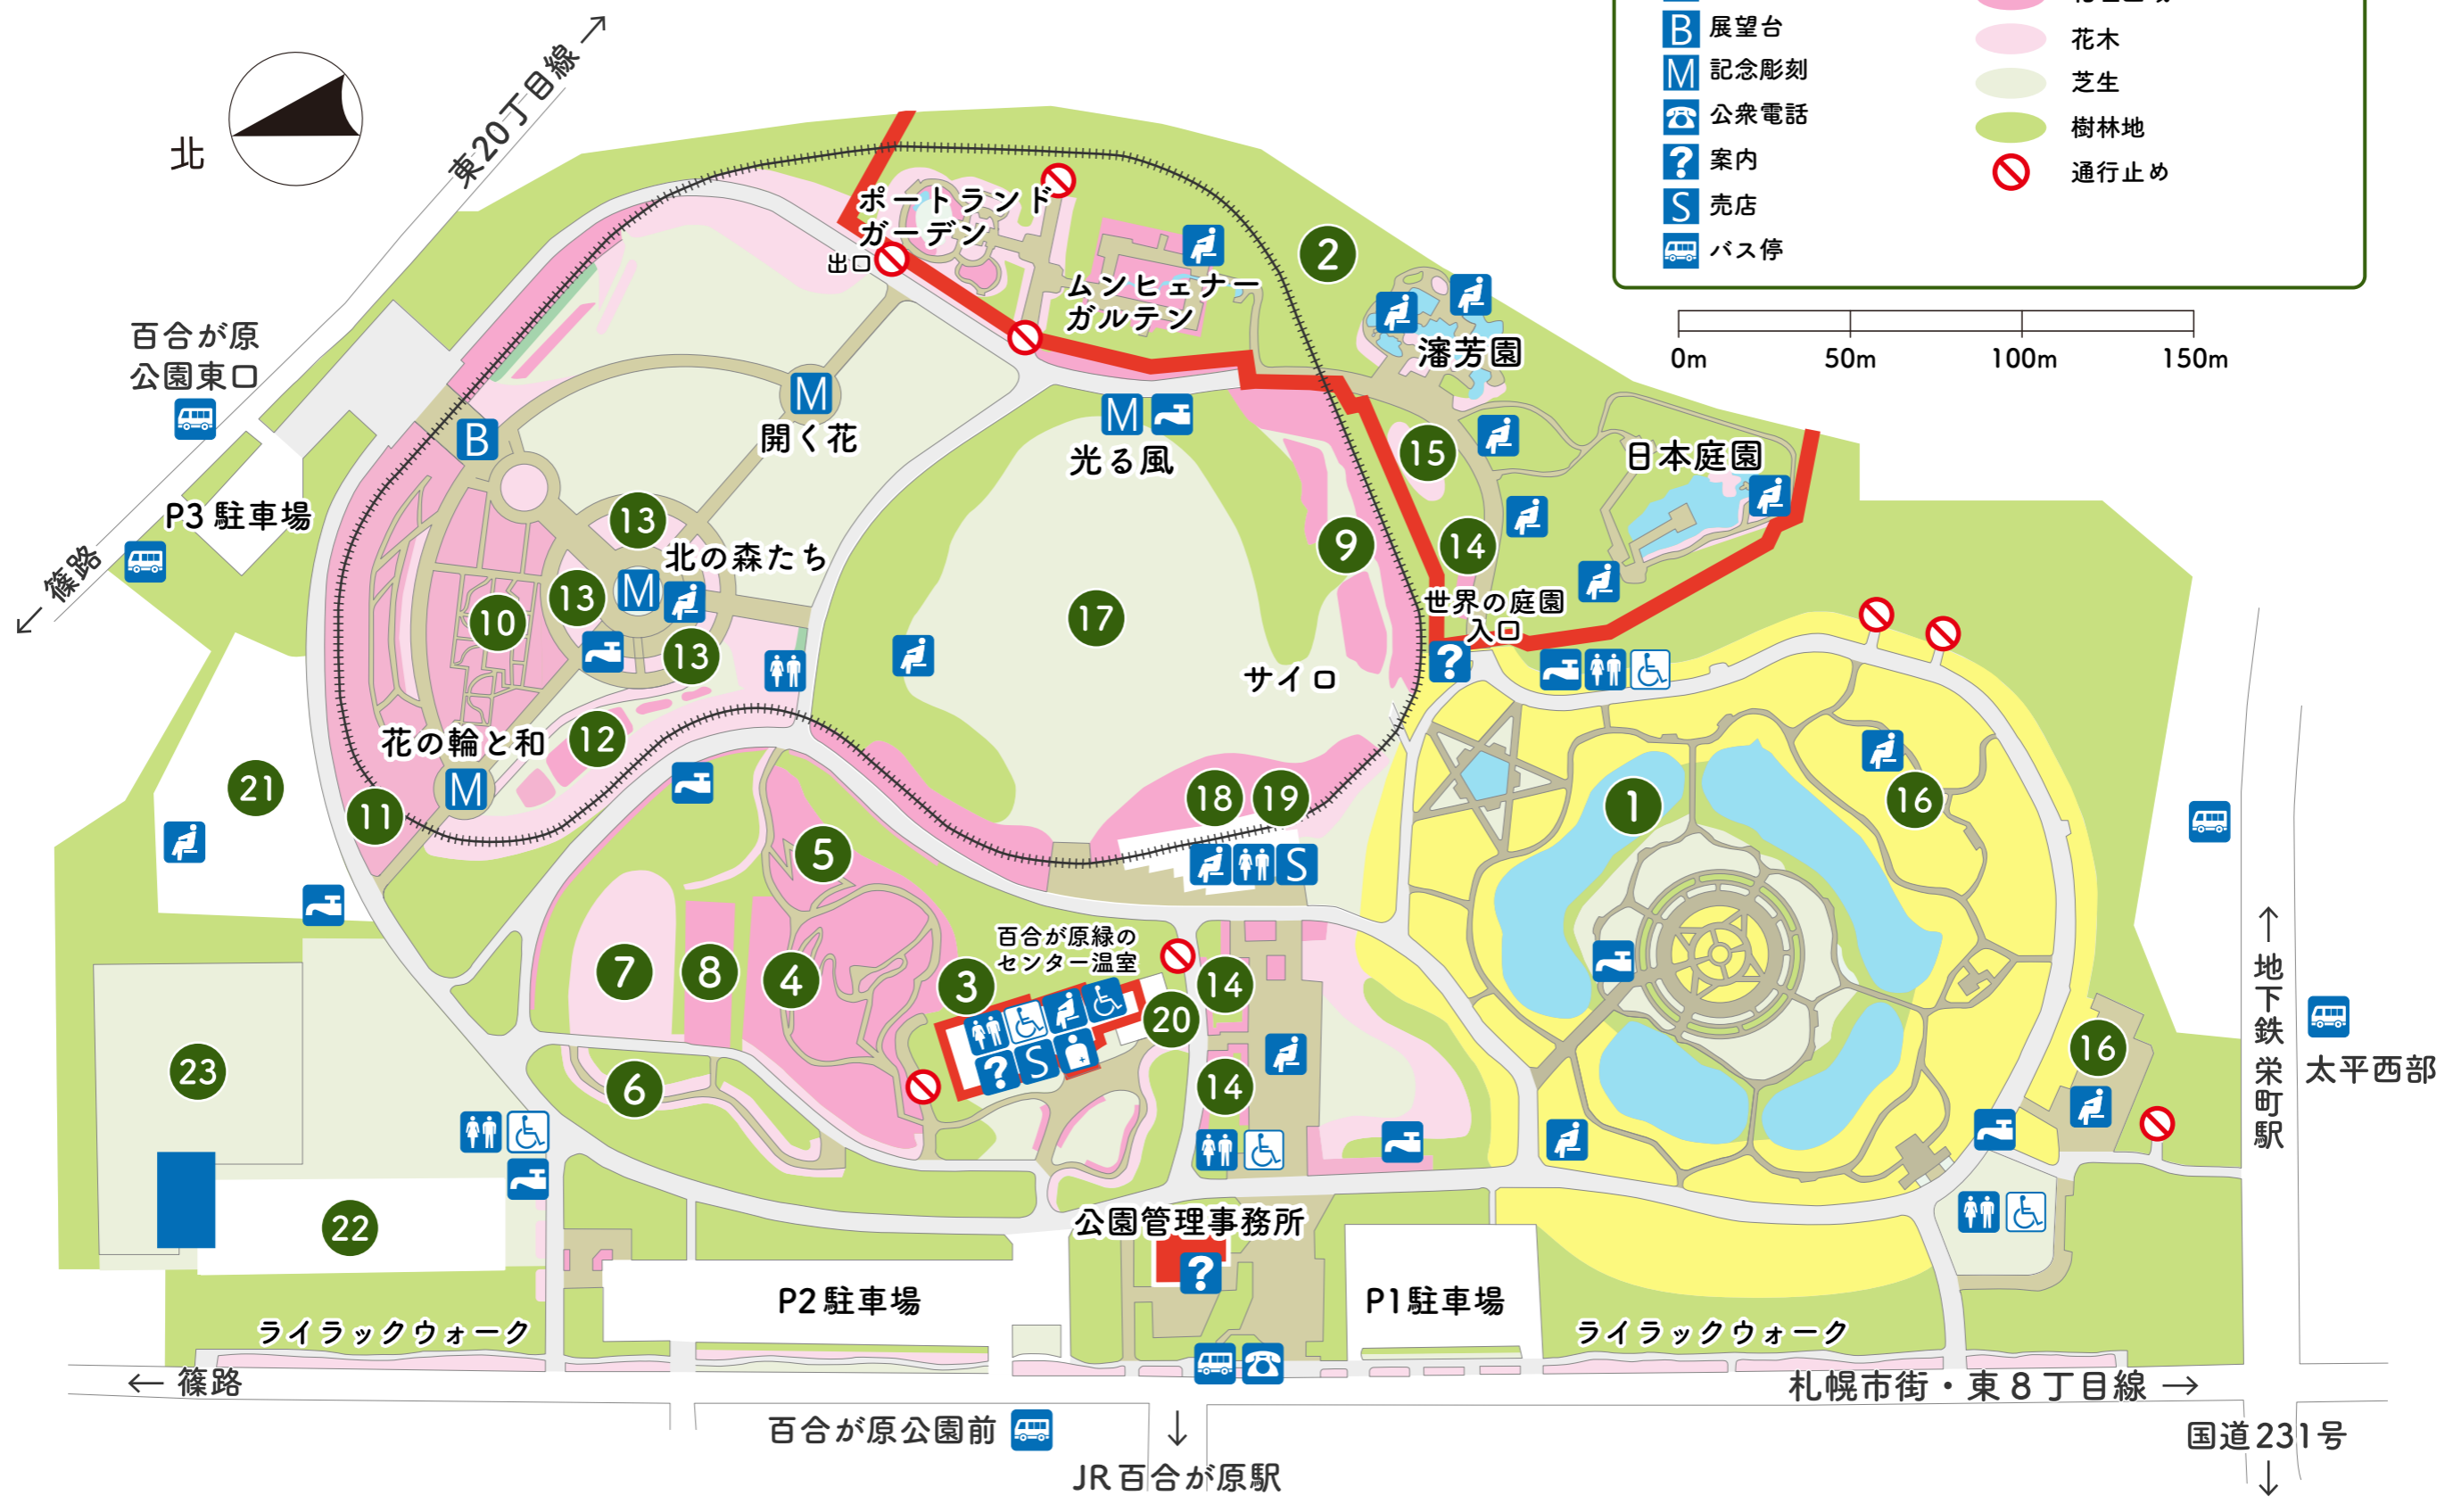 展望台
記念彫刻
公衆電話
案内
売店
バス停
花木
芝生
樹林地
通行止め
0m 50m 100m 150m
北
東20丁目線
百合が原
公園東口
P3駐車場
← 篠路
ポートランド
ガーデン
出口
ムンヒェナー
ガルテン
瀋芳園
日本庭園
世界の庭園
入口
開く花
光る風
北の森たち
花の輪と和
サイロ
百合が原緑の
センター温室
公園管理事務所
P2駐車場
P1駐車場
ライラックウォーク
ライラックウォーク
← 篠路
札幌市街・東8丁目線 →
百合が原公園前
↓
JR百合が原駅
← 地下鉄 栄町駅
太平西部
国道231号
↓
B
M
?
S
B
M
M
M
M
?
S
?
S
?
1
2
3
4
5
6
7
8
9
10
11
12
13
13
13
14
14
14
15
16
16
17
18
19
20
21
22
23